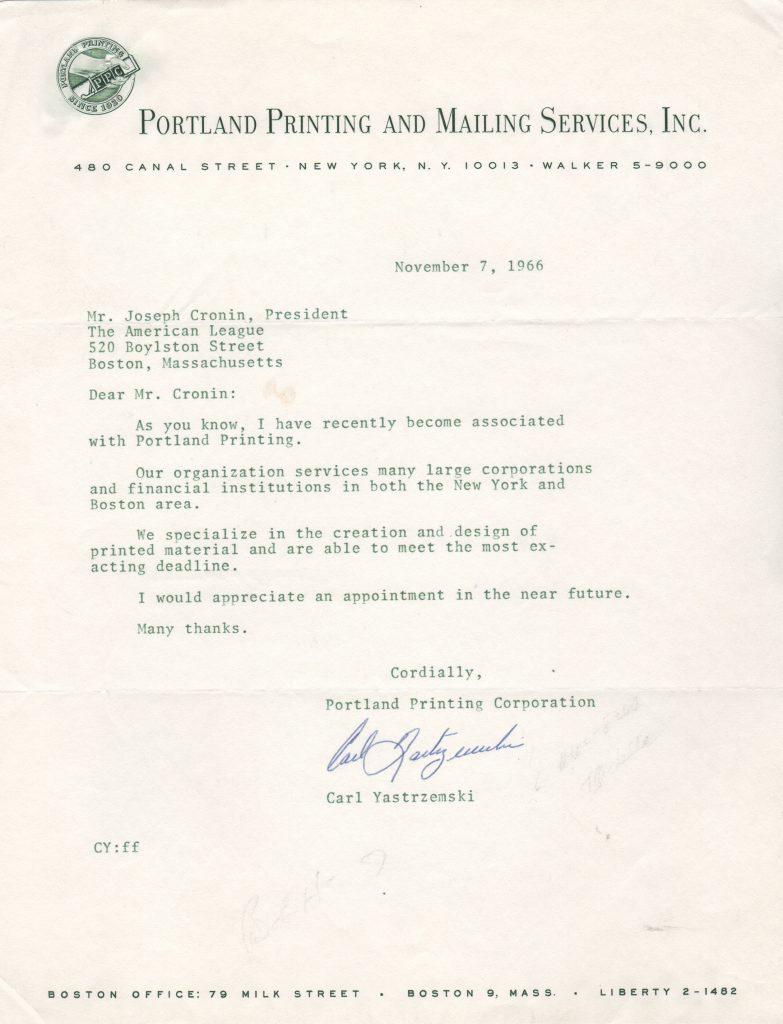 PORTLAND PRINTING
PPC
SINCE 1920
PORTLAND PRINTING AND MAILING SERVICES, INC.
480 CANAL STREET · NEW YORK, N. Y. 10013 · WALKER 5-9000
November 7, 1966
Mr. Joseph Cronin, President
The American League
520 Boylston Street
Boston, Massachusetts
Dear Mr. Cronin:
As you know, I have recently become associated
with Portland Printing.
Our organization services many large corporations
and financial institutions in both the New York and
Boston area.
We specialize in the creation and design of
printed material and are able to meet the most ex-
acting deadline.
I would appreciate an appointment in the near future.
Many thanks.
Cordially,
Portland Printing Corporation
Carl Yastrzemski
Carl Yastrzemski
CY:ff
BOSTON OFFICE: 79 MILK STREET · BOSTON 9, MASS. · LIBERTY 2-1482